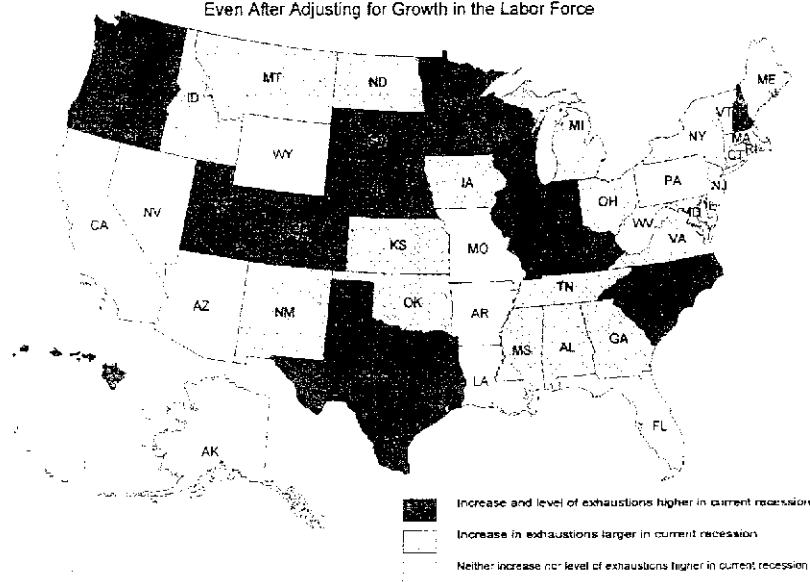 Even After Adjusting for Growth in the Labor Force
MT
ND
ME
ID
VT
MI
WY
NY
MA
RI
CT
IA
PA
NJ
OH
NV
MD
CA
WV
VA
KS
MO
TN
OK
AZ
NM
AR
GA
MS
AL
LA
FL
AK
Increase and level of exhaustions higher in current recession
Increase in exhaustions larger in current recession
Neither increase nor level of exhaustions higher in current recession